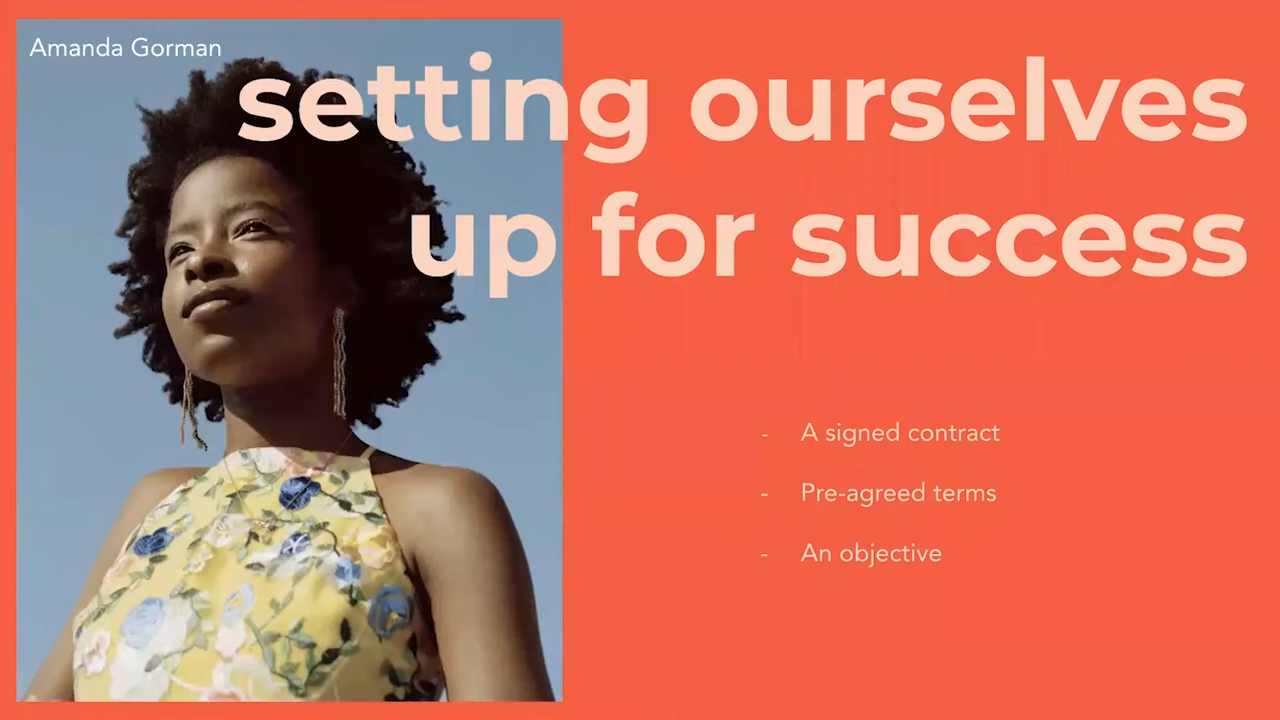 Amanda Gorman
setting ourselves
up for success
- A signed contract
- Pre-agreed terms
- An objective